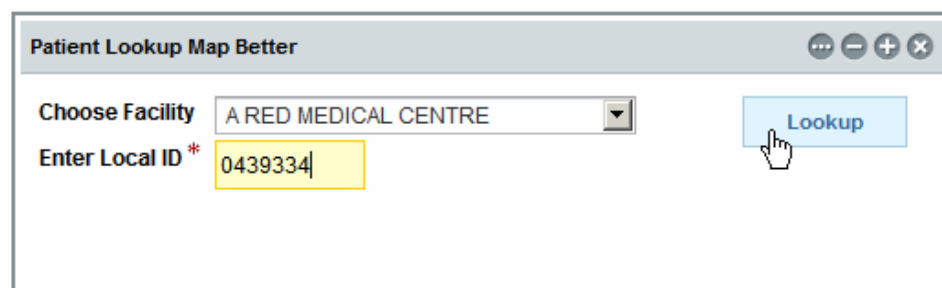 Patient Lookup Map Better
Choose Facility A RED MEDICAL CENTRE
Lookup
Enter Local ID * 0439334